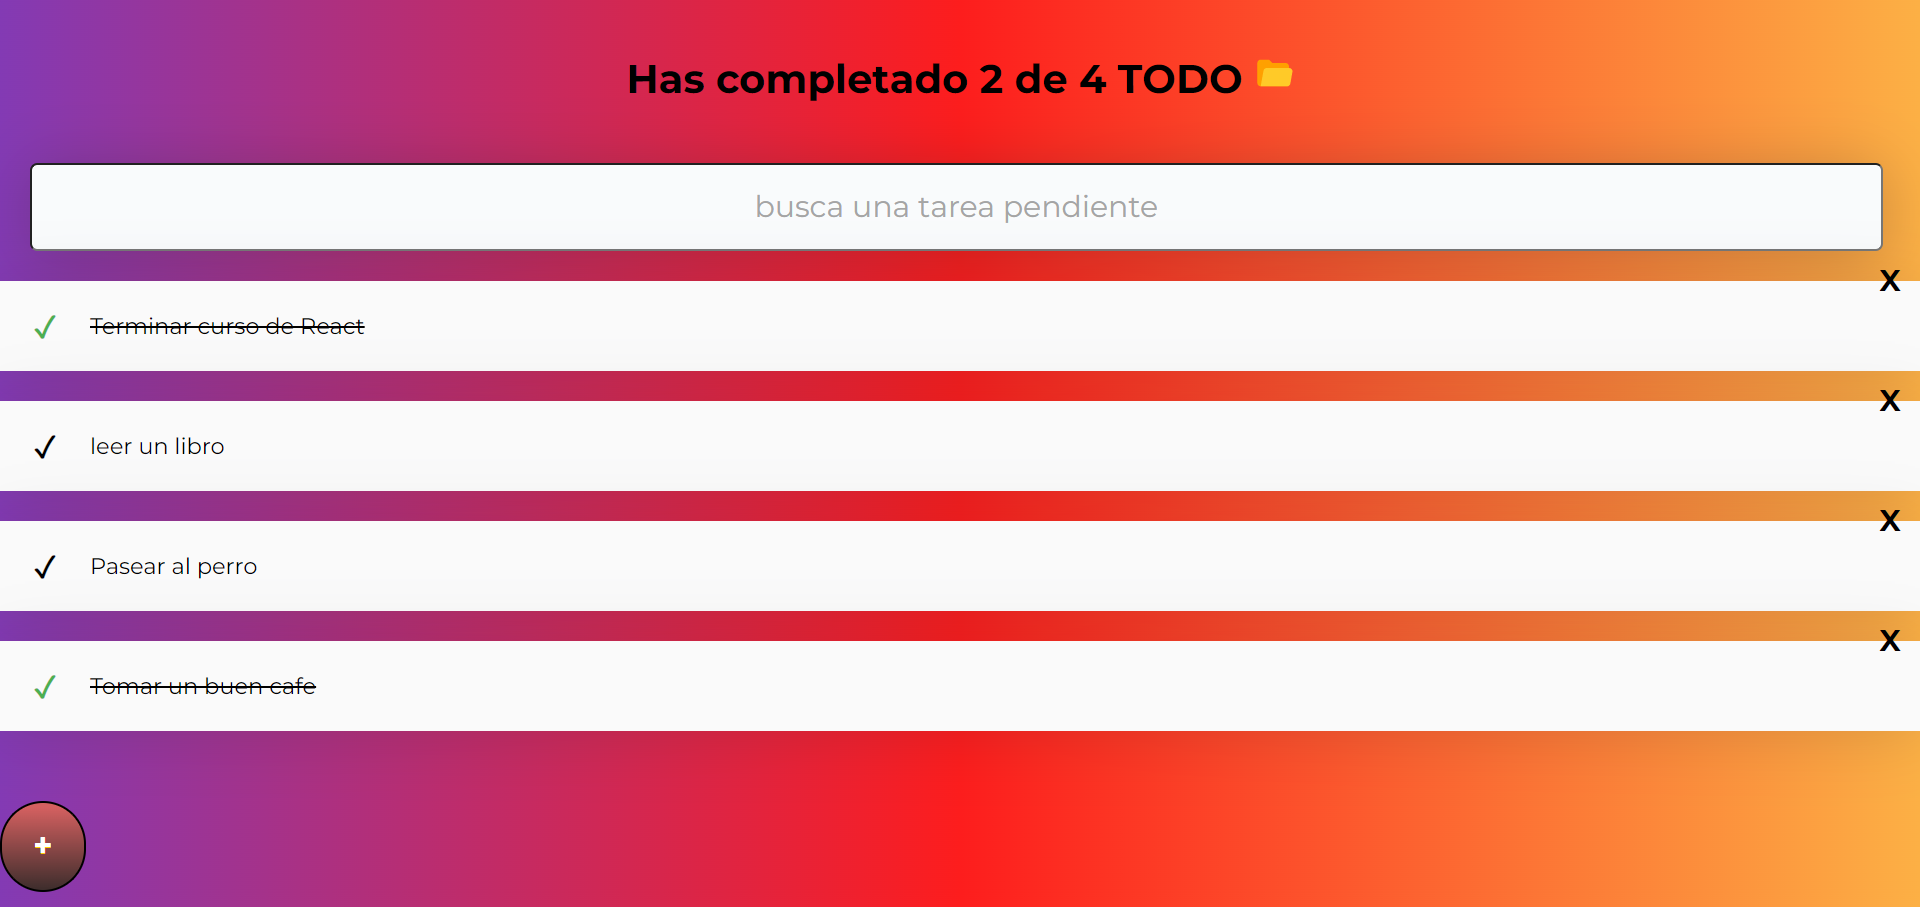 Has completado 2 de 4 TODO 📂
busca una tarea pendiente
X
✓ Terminar curso de React
X
✓ leer un libro
X
✓ Pasear al perro
X
✓ Tomar un buen cafe
+